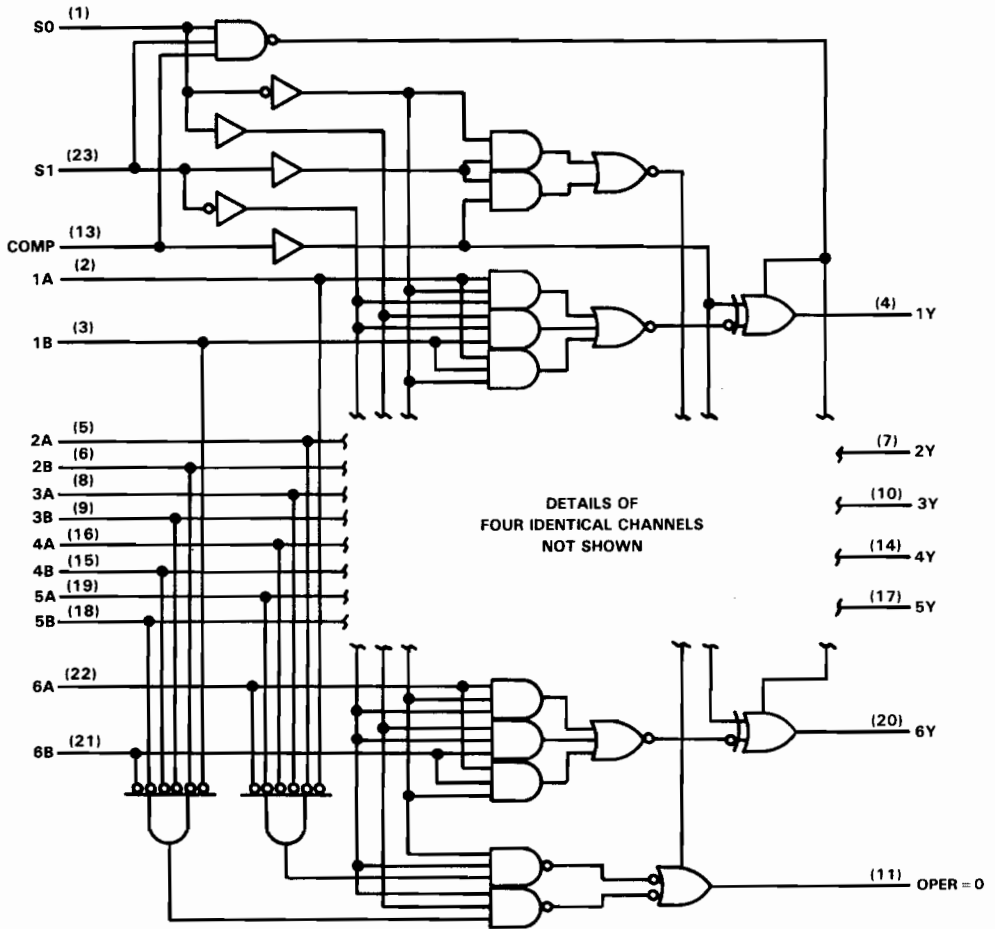 S0 (1)
S1 (23)
COMP (13)
1A (2)
(4) 1Y
1B (3)
2A (5)
(7) 2Y
2B (6)
3A (8)
DETAILS OF
FOUR IDENTICAL CHANNELS
NOT SHOWN
(10) 3Y
3B (9)
4A (16)
(14) 4Y
4B (15)
5A (19)
(17) 5Y
5B (18)
6A (22)
(20) 6Y
6B (21)
(11) OPER = 0